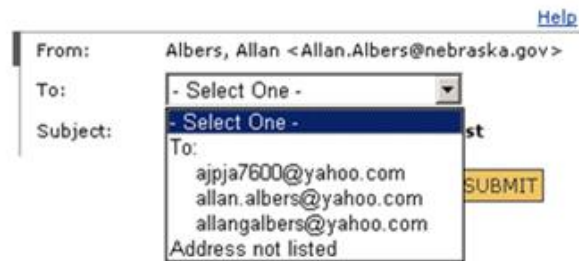 Help
From: Albers, Allan <Allan.Albers@nebraska.gov>
To: - Select One -
- Select One -
Subject: st
To:
ajpja7600@yahoo.com
allan.albers@yahoo.com
SUBMIT
allangalbers@yahoo.com
Address not listed